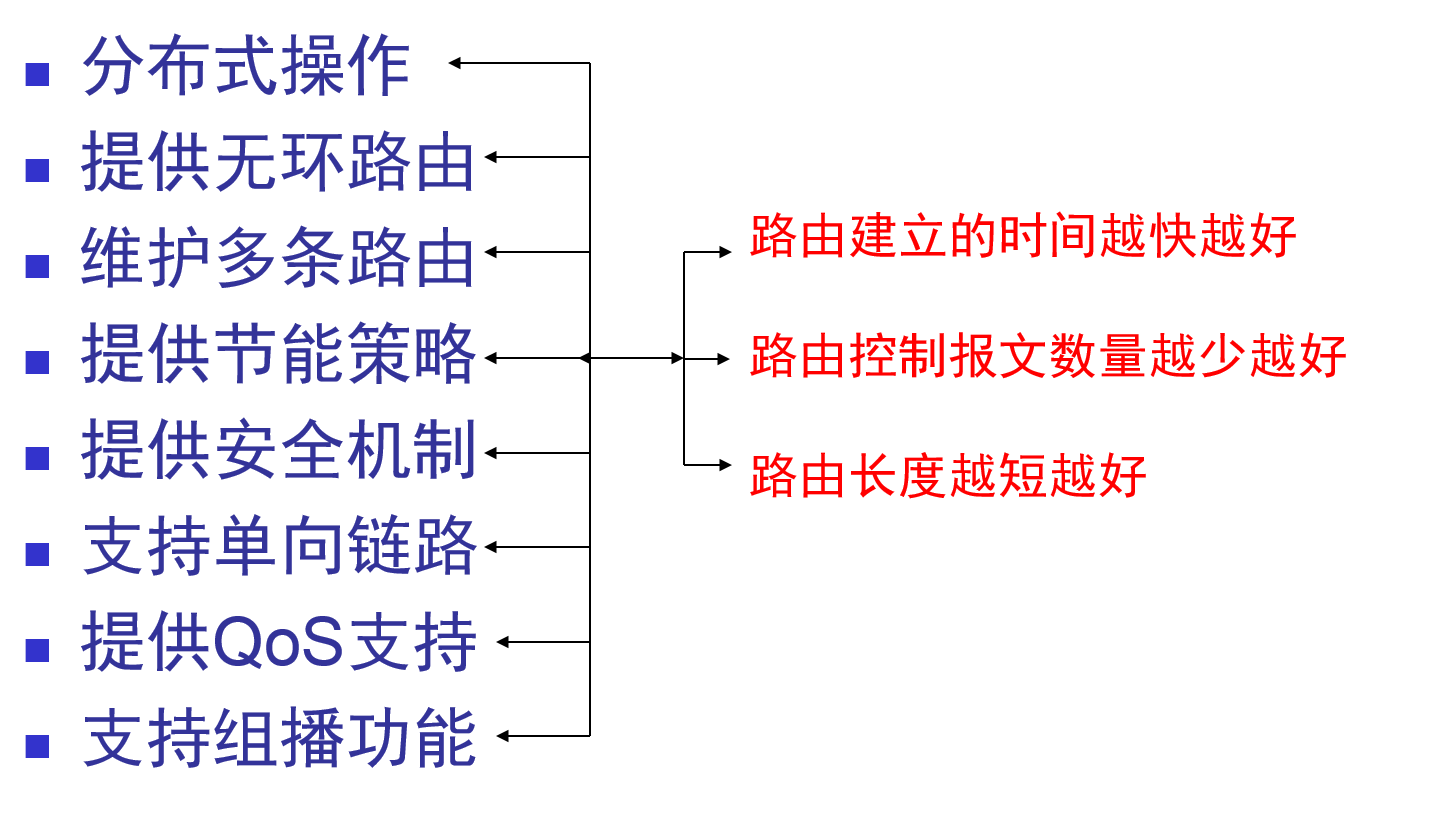 分布式操作
提供无环路由
维护多条路由
提供节能策略
提供安全机制
支持单向链路
提供QoS支持
支持组播功能
路由建立的时间越快越好
路由控制报文数量越少越好
路由长度越短越好